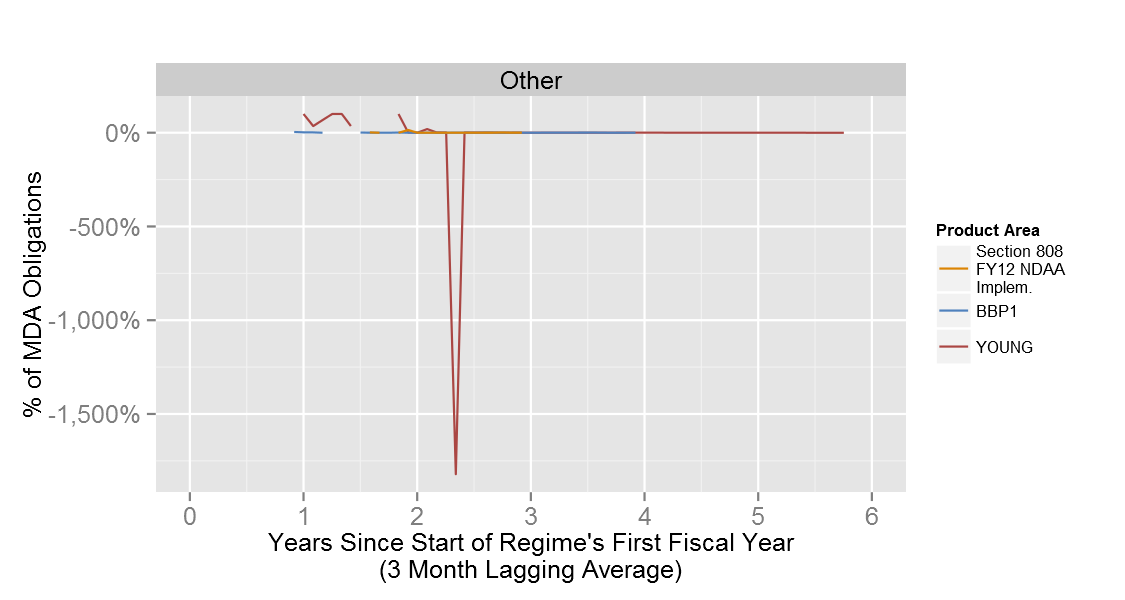 Other
0%
-500%
-1,000%
-1,500%
% of MDA Obligations
0 1 2 3 4 5 6
Years Since Start of Regime's First Fiscal Year
(3 Month Lagging Average)
Product Area
Section 808
FY12 NDAA
Implem.
BBP1
YOUNG